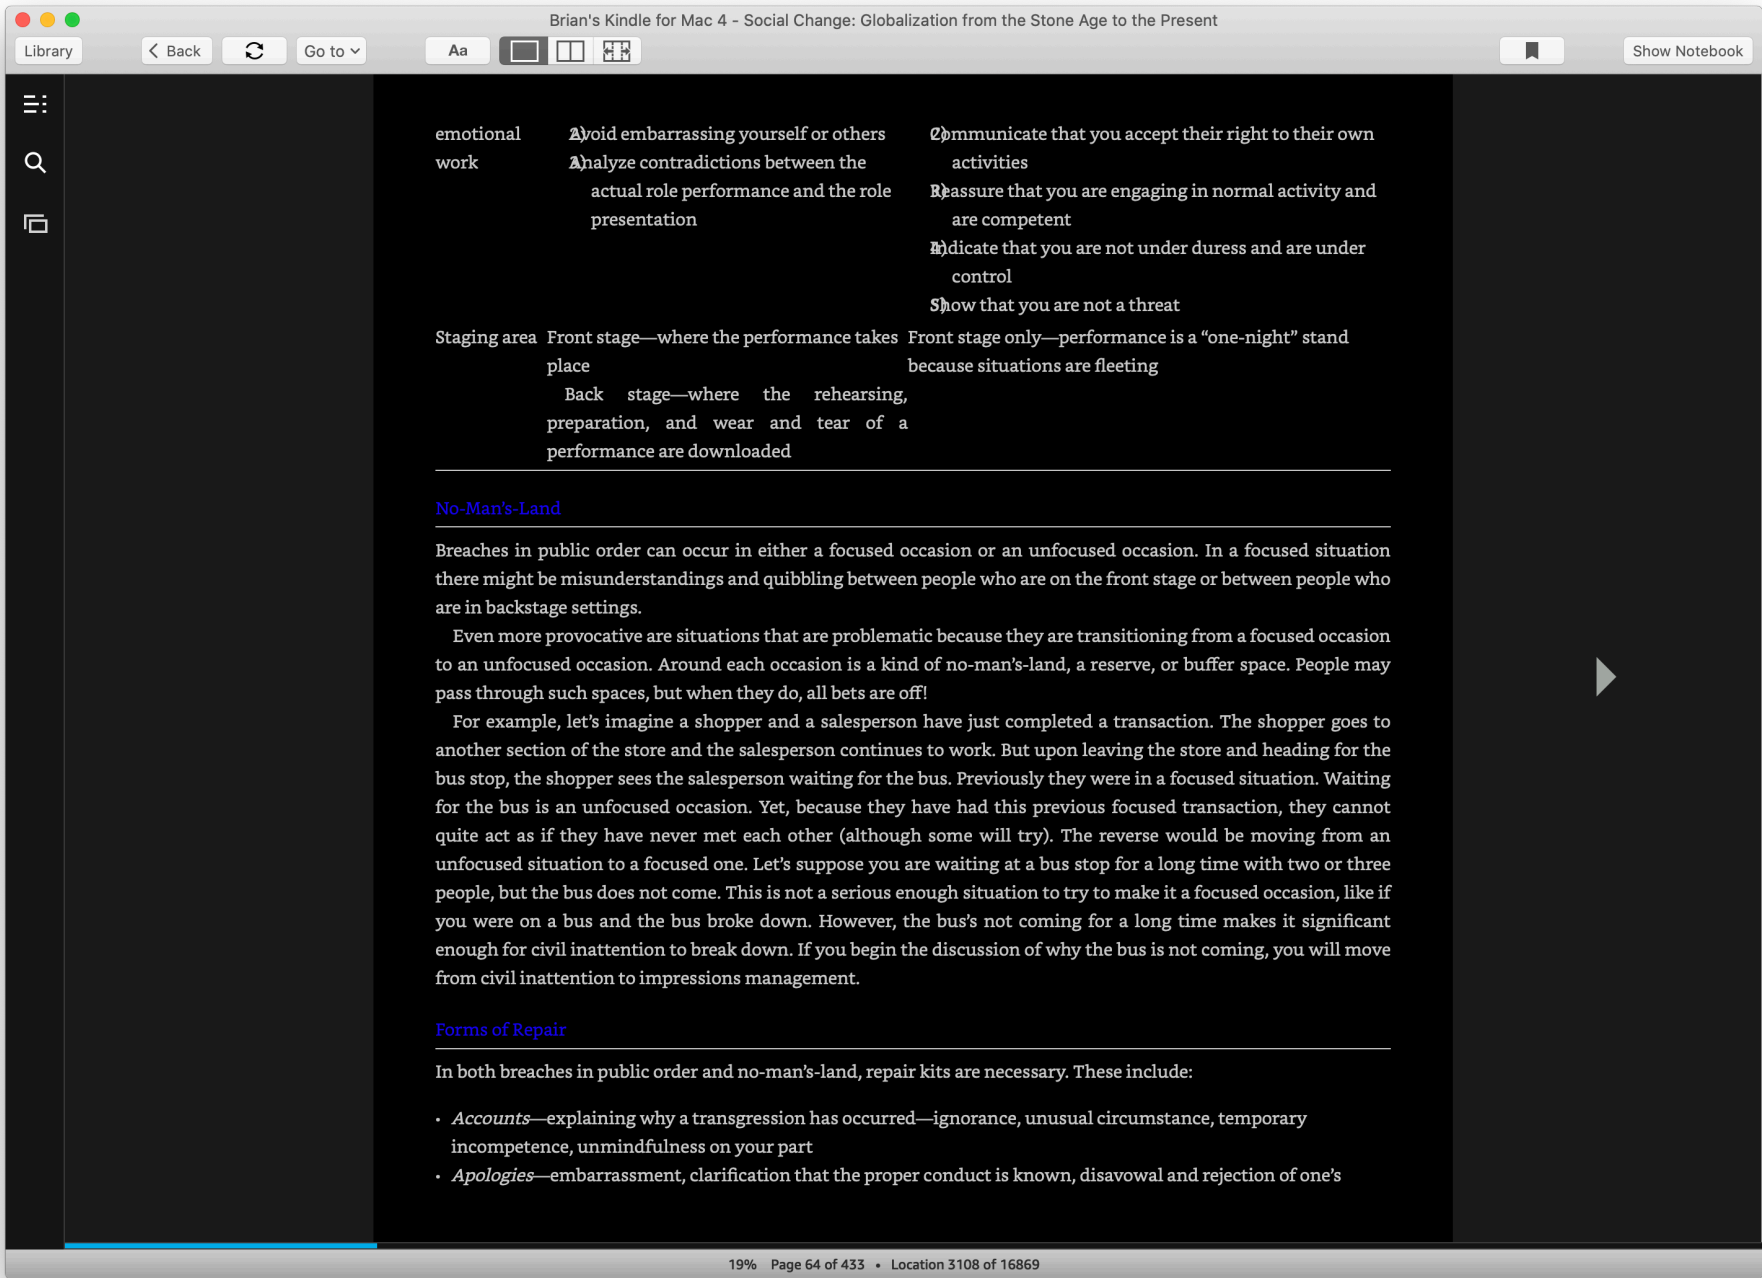 Brian's Kindle for Mac 4 - Social Change: Globalization from the Stone Age to the Present
Library
Back
Go to
Aa
Show Notebook
emotional
work
2) Avoid embarrassing yourself or others
3) Analyze contradictions between the
actual role performance and the role
presentation
2) Communicate that you accept their right to their own
activities
3) Reassure that you are engaging in normal activity and
are competent
4) Indicate that you are not under duress and are under
control
5) Show that you are not a threat
Staging area
Front stage—where the performance takes
place
Back stage—where the rehearsing,
preparation, and wear and tear of a
performance are downloaded
Front stage only—performance is a “one-night” stand
because situations are fleeting
No-Man’s-Land
Breaches in public order can occur in either a focused occasion or an unfocused occasion. In a focused situation
there might be misunderstandings and quibbling between people who are on the front stage or between people who
are in backstage settings.
Even more provocative are situations that are problematic because they are transitioning from a focused occasion
to an unfocused occasion. Around each occasion is a kind of no-man’s-land, a reserve, or buffer space. People may
pass through such spaces, but when they do, all bets are off!
For example, let’s imagine a shopper and a salesperson have just completed a transaction. The shopper goes to
another section of the store and the salesperson continues to work. But upon leaving the store and heading for the
bus stop, the shopper sees the salesperson waiting for the bus. Previously they were in a focused situation. Waiting
for the bus is an unfocused occasion. Yet, because they have had this previous focused transaction, they cannot
quite act as if they have never met each other (although some will try). The reverse would be moving from an
unfocused situation to a focused one. Let’s suppose you are waiting at a bus stop for a long time with two or three
people, but the bus does not come. This is not a serious enough situation to try to make it a focused occasion, like if
you were on a bus and the bus broke down. However, the bus’s not coming for a long time makes it significant
enough for civil inattention to break down. If you begin the discussion of why the bus is not coming, you will move
from civil inattention to impressions management.
Forms of Repair
In both breaches in public order and no-man’s-land, repair kits are necessary. These include:
• Accounts—explaining why a transgression has occurred—ignorance, unusual circumstance, temporary
incompetence, unmindfulness on your part
• Apologies—embarrassment, clarification that the proper conduct is known, disavowal and rejection of one’s
19% Page 64 of 433 • Location 3108 of 16869